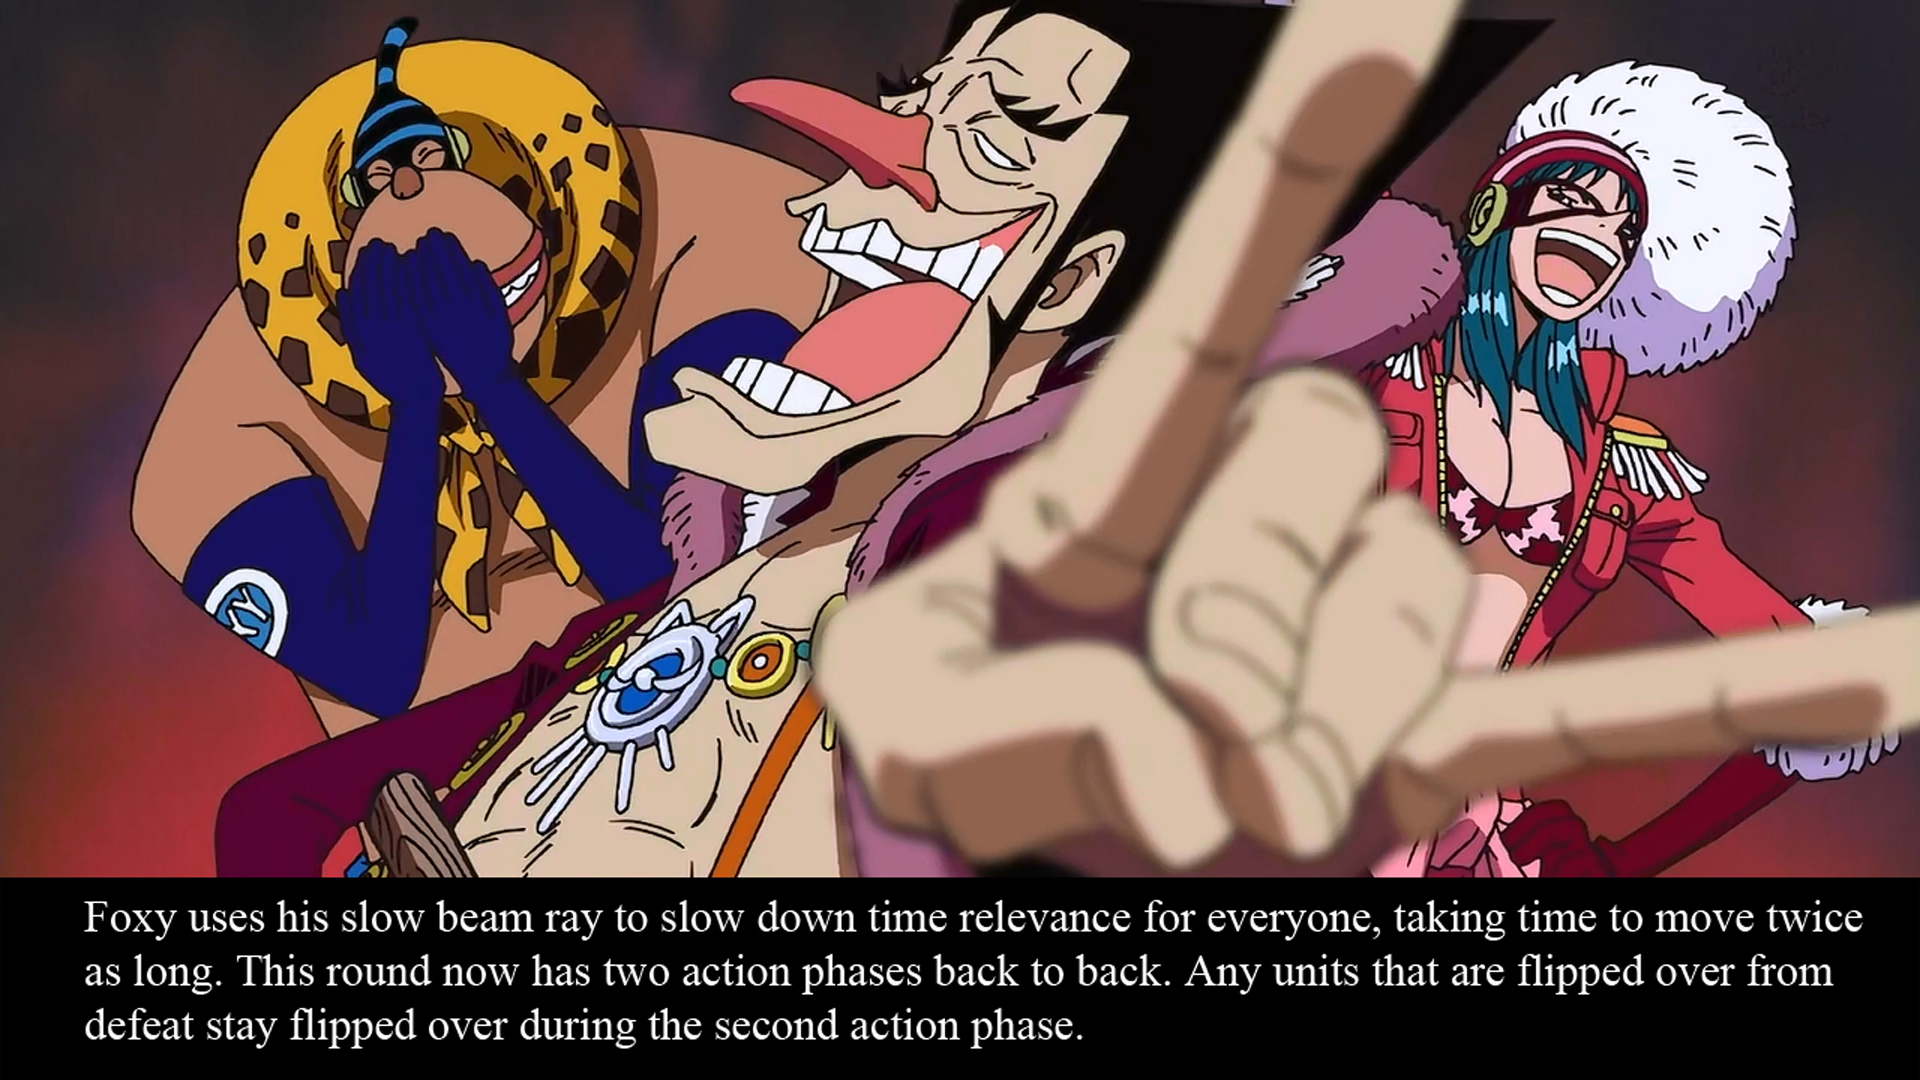 Foxy uses his slow beam ray to slow down time relevance for everyone, taking time to move twice
as long. This round now has two action phases back to back. Any units that are flipped over from
defeat stay flipped over during the second action phase.